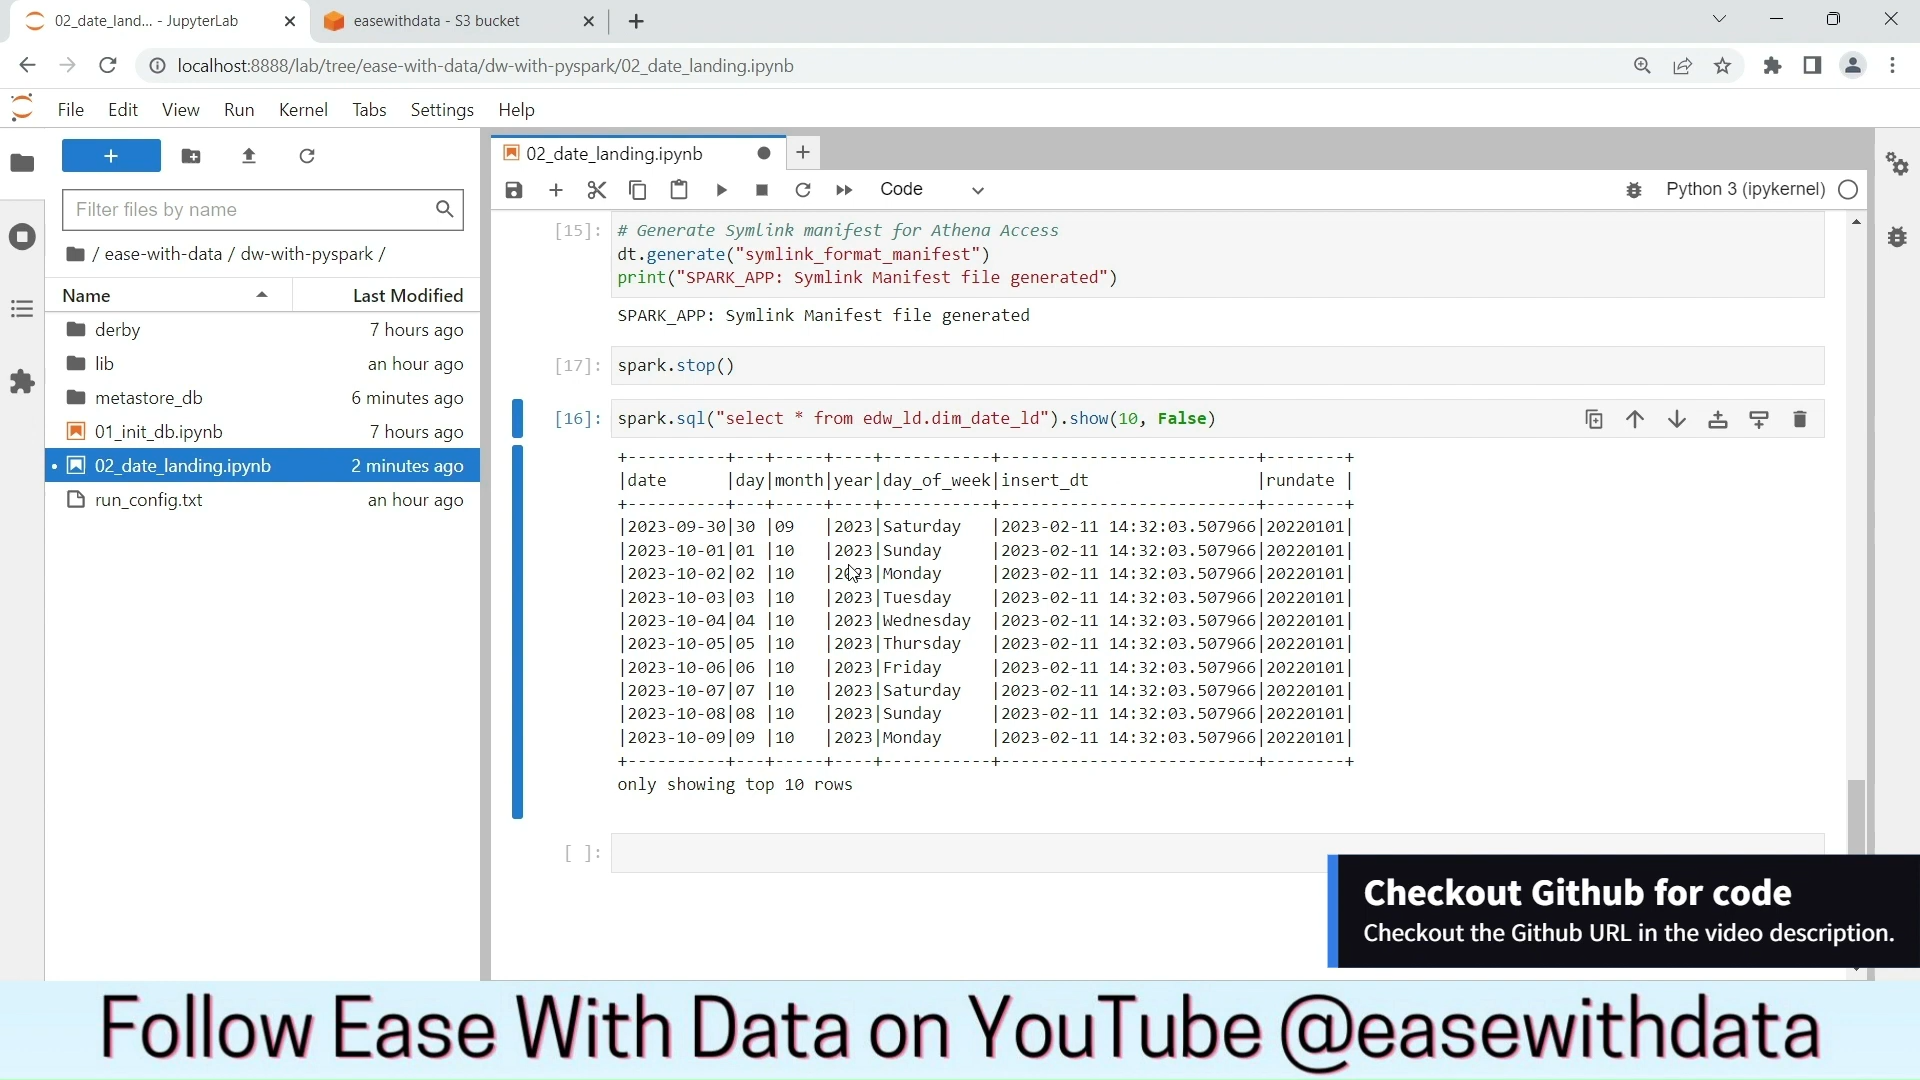 02_date_land... - JupyterLab
easewithdata - S3 bucket
localhost:8888/lab/tree/ease-with-data/dw-with-pyspark/02_date_landing.ipynb
File Edit View Run Kernel Tabs Settings Help
Filter files by name
/ ease-with-data / dw-with-pyspark /
Name Last Modified
derby 7 hours ago
lib an hour ago
metastore_db 6 minutes ago
01_init_db.ipynb 7 hours ago
02_date_landing.ipynb 2 minutes ago
run_config.txt an hour ago
02_date_landing.ipynb
Code
Python 3 (ipykernel)
[15]: # Generate Symlink manifest for Athena Access
dt.generate("symlink_format_manifest")
print("SPARK_APP: Symlink Manifest file generated")
SPARK_APP: Symlink Manifest file generated
[17]: spark.stop()
[16]: spark.sql("select * from edw_ld.dim_date_ld").show(10, False)
+----------+---+-----+----+-----------+--------------------------+--------+
|date      |day|month|year|day_of_week|insert_dt                 |rundate |
+----------+---+-----+----+-----------+--------------------------+--------+
|2023-09-30|30 |09   |2023|Saturday   |2023-02-11 14:32:03.507966|20220101|
|2023-10-01|01 |10   |2023|Sunday     |2023-02-11 14:32:03.507966|20220101|
|2023-10-02|02 |10   |2023|Monday     |2023-02-11 14:32:03.507966|20220101|
|2023-10-03|03 |10   |2023|Tuesday    |2023-02-11 14:32:03.507966|20220101|
|2023-10-04|04 |10   |2023|Wednesday  |2023-02-11 14:32:03.507966|20220101|
|2023-10-05|05 |10   |2023|Thursday   |2023-02-11 14:32:03.507966|20220101|
|2023-10-06|06 |10   |2023|Friday     |2023-02-11 14:32:03.507966|20220101|
|2023-10-07|07 |10   |2023|Saturday   |2023-02-11 14:32:03.507966|20220101|
|2023-10-08|08 |10   |2023|Sunday     |2023-02-11 14:32:03.507966|20220101|
|2023-10-09|09 |10   |2023|Monday     |2023-02-11 14:32:03.507966|20220101|
+----------+---+-----+----+-----------+--------------------------+--------+
only showing top 10 rows
[ ]:
Checkout Github for code
Checkout the Github URL in the video description.
Follow Ease With Data on YouTube @easewithdata